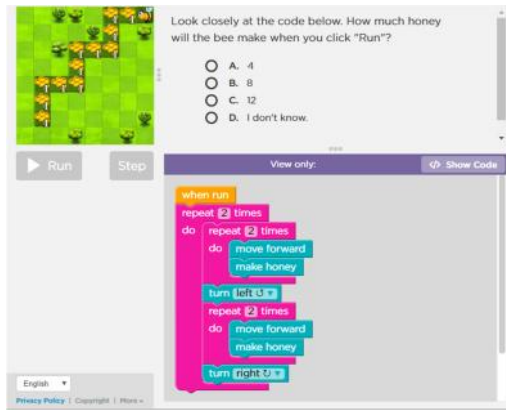 Look closely at the code below. How much honey
will the bee make when you click "Run"?
A. 4
B. 8
C. 12
D. I don't know.
Run
Step
View only:
</> Show Code
when run
repeat 2 times
do repeat 2 times
do move forward
make honey
turn left ↺ ▼
repeat 2 times
do move forward
make honey
turn right ↻ ▼
English ▼
Privacy Policy | Copyright | More